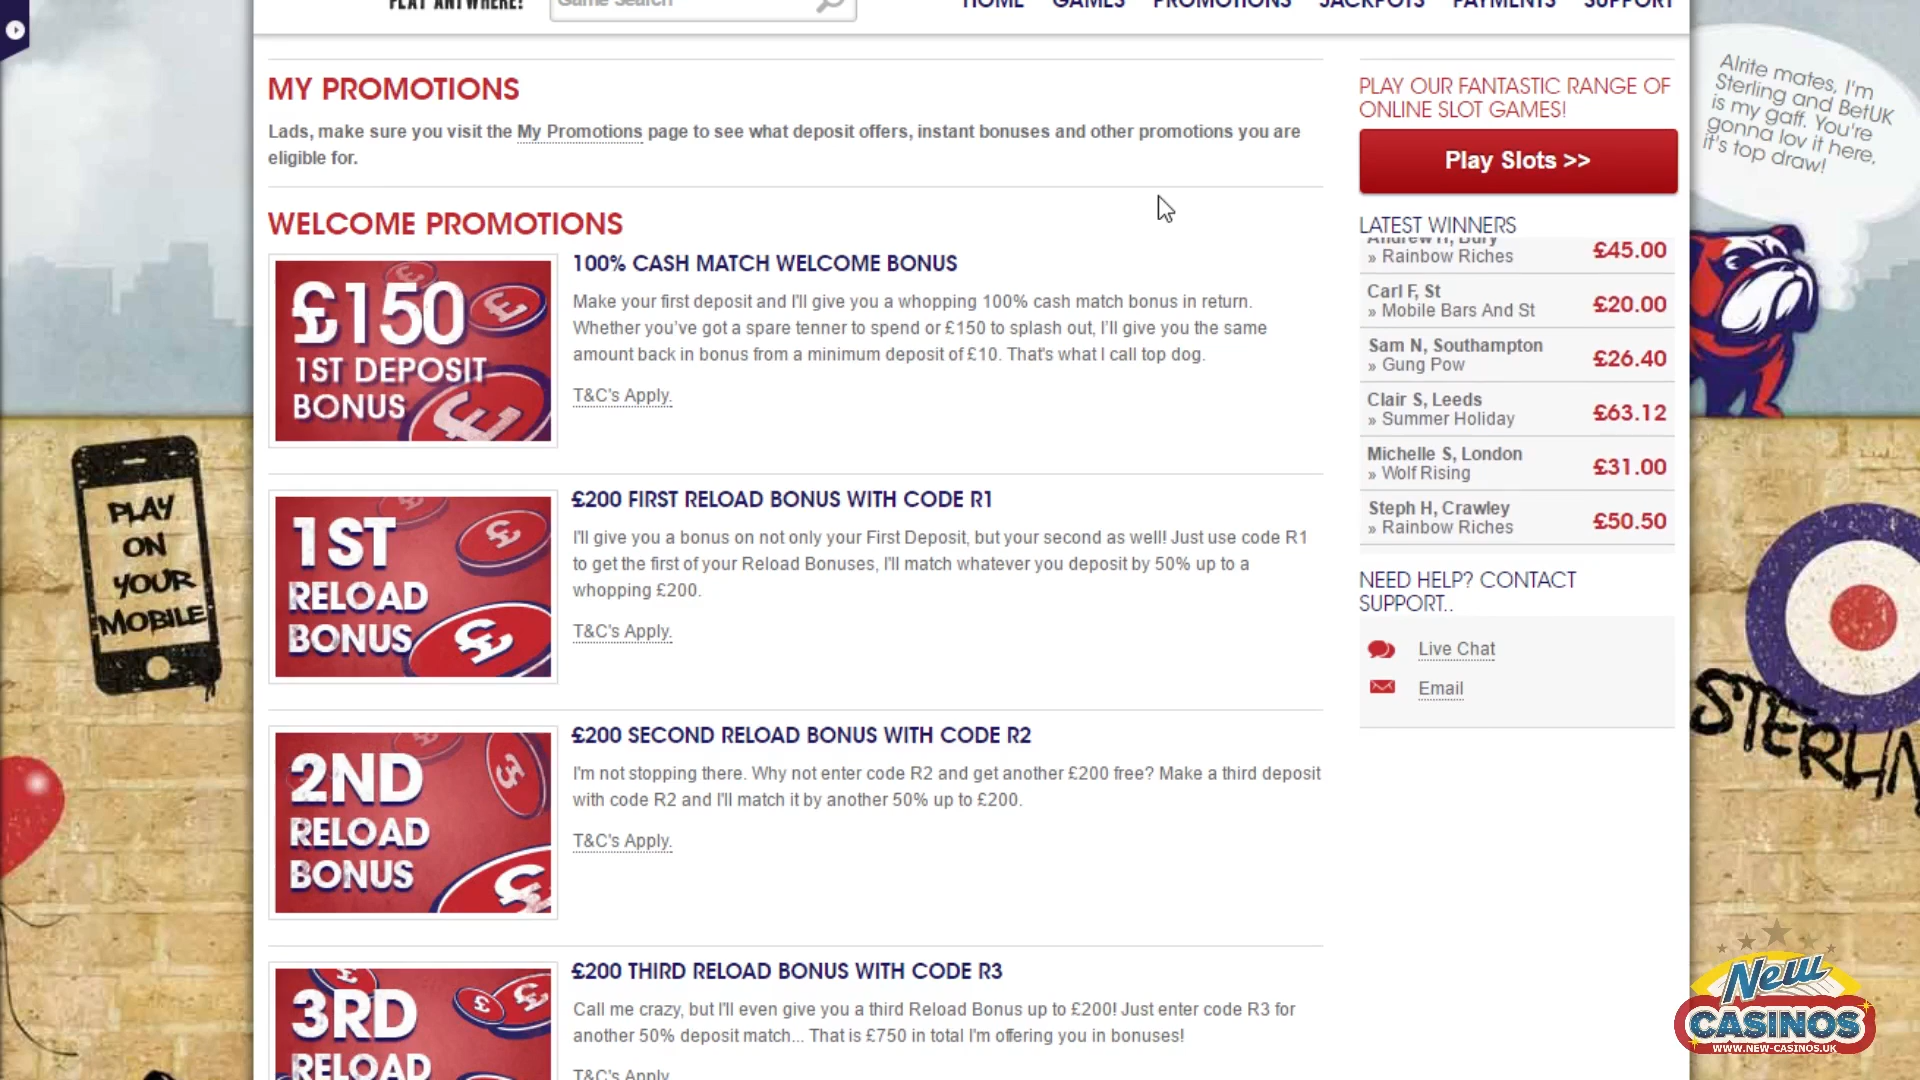 PLAY ANYWHERE!
Game Search
HOME GAMES PROMOTIONS JACKPOTS PAYMENTS SUPPORT
MY PROMOTIONS
Lads, make sure you visit the My Promotions page to see what deposit offers, instant bonuses and other promotions you are
eligible for.
WELCOME PROMOTIONS
£150
1ST DEPOSIT
BONUS
100% CASH MATCH WELCOME BONUS
Make your first deposit and I'll give you a whopping 100% cash match bonus in return.
Whether you've got a spare tenner to spend or £150 to splash out, I'll give you the same
amount back in bonus from a minimum deposit of £10. That's what I call top dog.
T&C's Apply.
1ST
RELOAD
BONUS
£200 FIRST RELOAD BONUS WITH CODE R1
I'll give you a bonus on not only your First Deposit, but your second as well! Just use code R1
to get the first of your Reload Bonuses, I'll match whatever you deposit by 50% up to a
whopping £200.
T&C's Apply.
2ND
RELOAD
BONUS
£200 SECOND RELOAD BONUS WITH CODE R2
I'm not stopping there. Why not enter code R2 and get another £200 free? Make a third deposit
with code R2 and I'll match it by another 50% up to £200.
T&C's Apply.
3RD
RELOAD
£200 THIRD RELOAD BONUS WITH CODE R3
Call me crazy, but I'll even give you a third Reload Bonus up to £200! Just enter code R3 for
another 50% deposit match... That is £750 in total I'm offering you in bonuses!
T&C's Apply
PLAY OUR FANTASTIC RANGE OF
ONLINE SLOT GAMES!
Play Slots >>
LATEST WINNERS
Andrew H, Bury
» Rainbow Riches £45.00
Carl F, St
» Mobile Bars And St £20.00
Sam N, Southampton
» Gung Pow £26.40
Clair S, Leeds
» Summer Holiday £63.12
Michelle S, London
» Wolf Rising £31.00
Steph H, Crawley
» Rainbow Riches £50.50
NEED HELP? CONTACT
SUPPORT..
Live Chat
Email
Alrite mates, I'm
Sterling and BetUK
is my gaff. You're
gonna lov it here,
it's top draw!
PLAY
ON
YOUR
MOBILE
STERLIN
New
CASINOS
WWW.NEW-CASINOS.UK